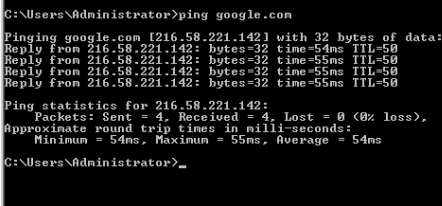 C:\Users\Administrator>ping google.com
Pinging google.com [216.58.221.142] with 32 bytes of data:
Reply from 216.58.221.142: bytes=32 time=54ms TTL=50
Reply from 216.58.221.142: bytes=32 time=55ms TTL=50
Reply from 216.58.221.142: bytes=32 time=55ms TTL=50
Reply from 216.58.221.142: bytes=32 time=55ms TTL=50
Ping statistics for 216.58.221.142:
Packets: Sent = 4, Received = 4, Lost = 0 (0% loss),
Approximate round trip times in milli-seconds:
Minimum = 54ms, Maximum = 55ms, Average = 54ms
C:\Users\Administrator>_